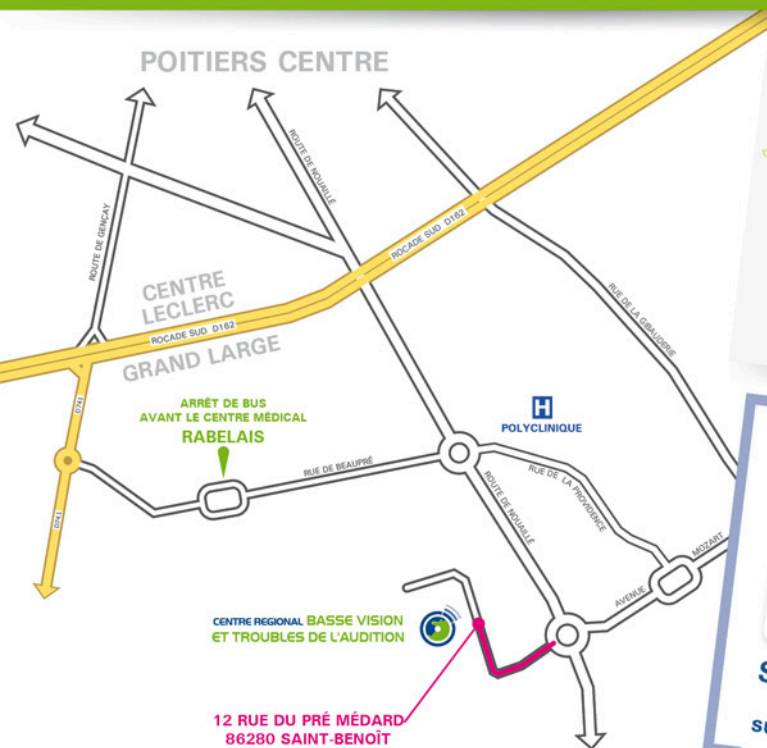 POITIERS CENTRE
ROUTE DE NOUAILLÉ
ROUTE DE GENÇAY
ROCADE SUD D162
CENTRE
LECLERC
ROCADE SUD D162
GRAND LARGE
RUE DE LA GIBAUDERIE
D741
ARRÊT DE BUS
AVANT LE CENTRE MÉDICAL
RABELAIS
H
POLYCLINIQUE
RUE DE BEAUPRÉ
ROUTE DE NOUAILLÉ
RUE DE LA PROVIDENCE
D741
AVENUE MOZART
CENTRE REGIONAL BASSE VISION
ET TROUBLES DE L'AUDITION
12 RUE DU PRÉ MÉDARD
86280 SAINT-BENOÎT